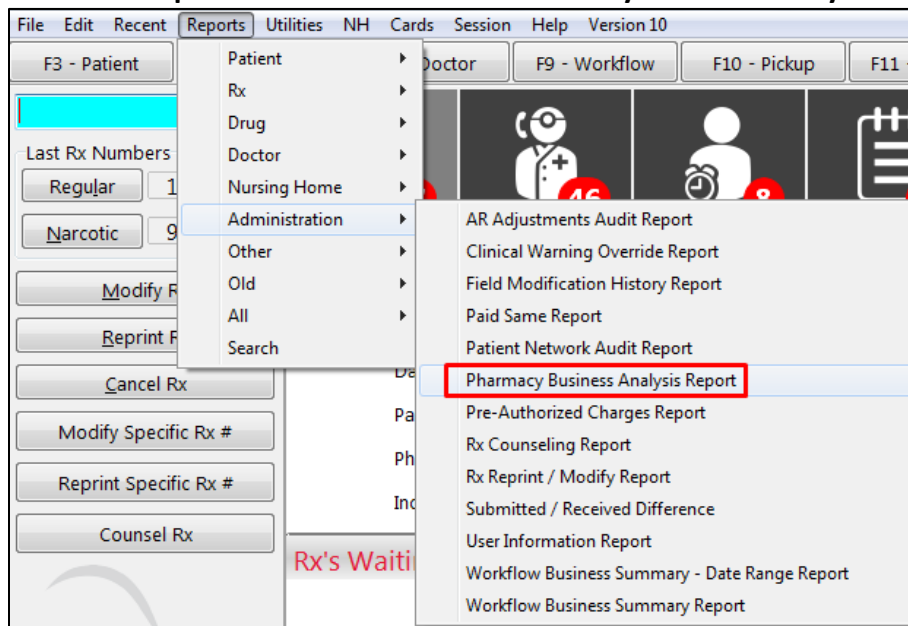 File Edit Recent Reports Utilities NH Cards Session Help Version 10
F3 - Patient
Doctor
F9 - Workflow
F10 - Pickup
F11
Last Rx Numbers
Regular 1
Narcotic 9
Modify
Reprint
Cancel Rx
Modify Specific Rx #
Reprint Specific Rx #
Counsel Rx
Patient
Rx
Drug
Doctor
Nursing Home
Administration
Other
Old
All
Search
46
8
AR Adjustments Audit Report
Clinical Warning Override Report
Field Modification History Report
Paid Same Report
Patient Network Audit Report
Pharmacy Business Analysis Report
Pre-Authorized Charges Report
Rx Counseling Report
Rx Reprint / Modify Report
Submitted / Received Difference
User Information Report
Workflow Business Summary - Date Range Report
Workflow Business Summary Report
Pa
Ph
Rx's Waiti